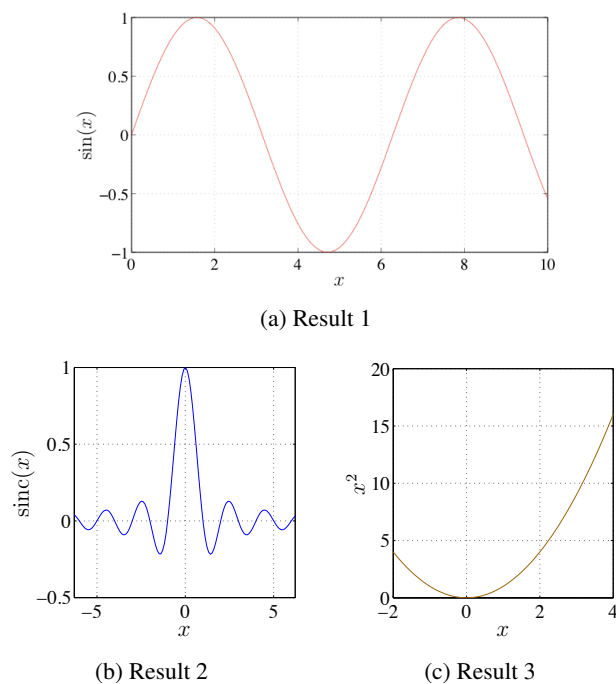 1
0.5
0
−0.5
−1
sin(x)
0 2 4 6 8 10
x
(a) Result 1
1
0.5
0
−0.5
sinc(x)
−5 0 5
x
(b) Result 2
20
15
10
5
0
x²
−2 0 2 4
x
(c) Result 3